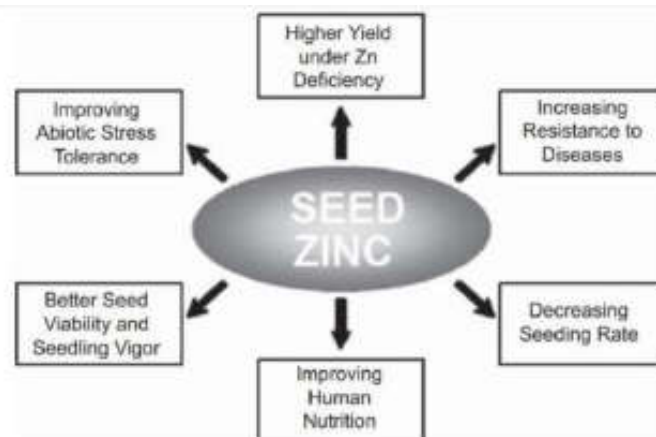 Higher Yield
under Zn
Deficiency
Improving
Abiotic Stress
Tolerance
Increasing
Resistance to
Diseases
SEED
ZINC
Better Seed
Viability and
Seedling Vigor
Decreasing
Seeding Rate
Improving
Human
Nutrition